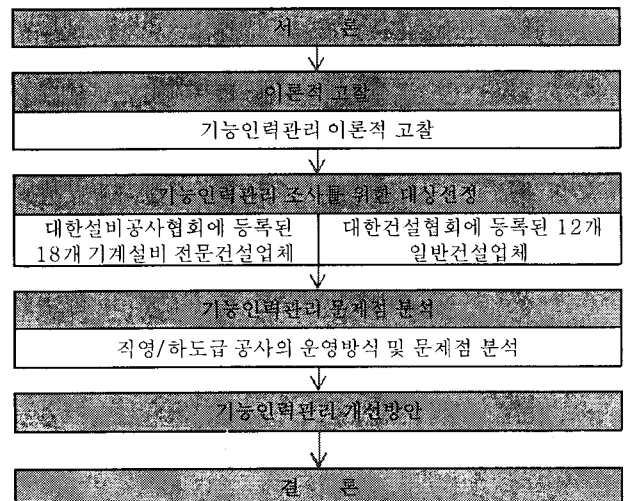 서 론
이론적 고찰
기능인력관리 이론적 고찰
기능인력관리 조사를 위한 대상선정
대한설비공사협회에 등록된
18개 기계설비 전문건설업체
대한건설협회에 등록된 12개
일반건설업체
기능인력관리 문제점 분석
직영/하도급 공사의 운영방식 및 문제점 분석
기능인력관리 개선방안
결 론